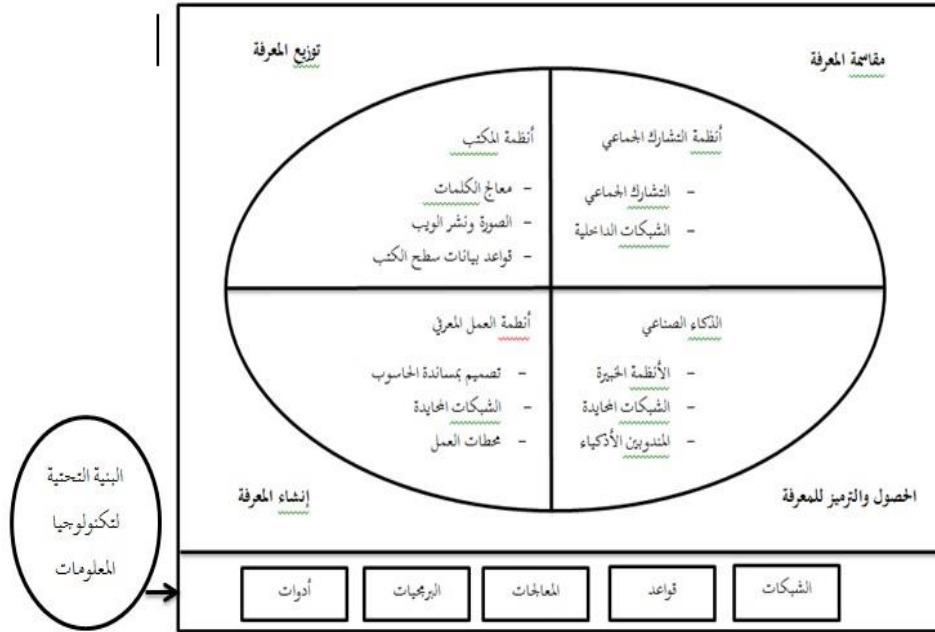 مقاسمة المعرفة
توزيع المعرفة
أنظمة التشارك الجماعي
- التشارك الجماعي
- الشبكات الداخلية
أنظمة المكتب
- معالج الكلمات
- الصورة ونشر الويب
- قواعد بيانات سطح الكتب
الذكاء الصناعي
- الأنظمة الخبيرة
- الشبكات المحايدة
- المندوبين الأذكياء
أنطمة العمل المعرفي
- تصميم بمساندة الحاسوب
- الشبكات المحايدة
- محطات العمل
الحصول والترميز للمعرفة
إنشاء المعرفة
البنية التحتية
لتكنولوجيا
المعلومات
الشبكات
قواعد
المعالجات
البرمجيات
أدوات